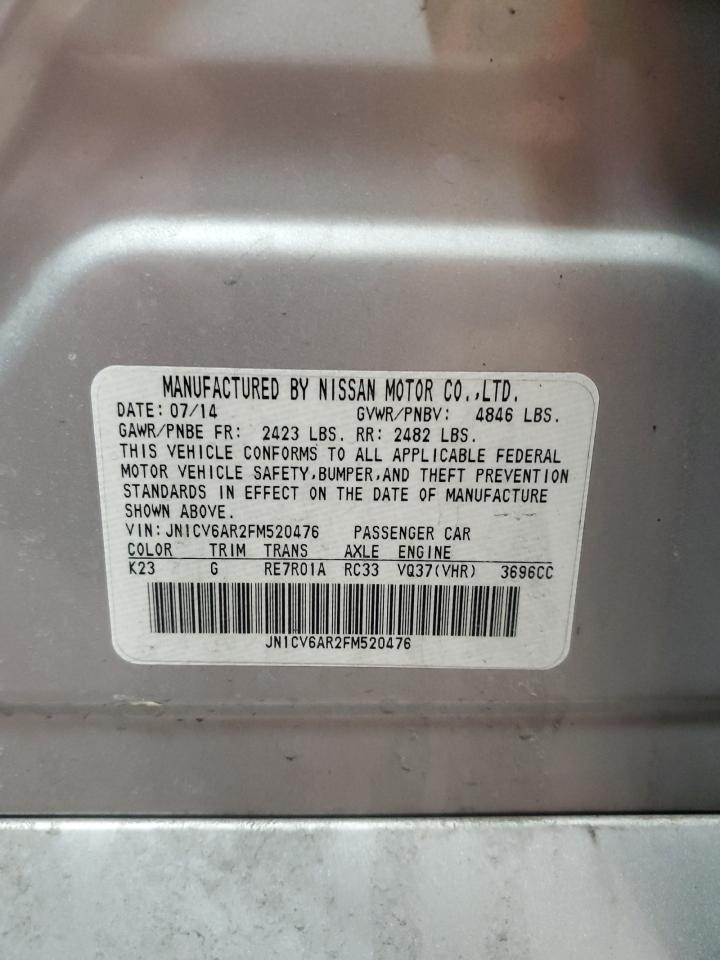 MANUFACTURED BY NISSAN MOTOR CO.,LTD.
DATE: 07/14 GVWR/PNBV: 4846 LBS.
GAWR/PNBE FR: 2423 LBS. RR: 2482 LBS.
THIS VEHICLE CONFORMS TO ALL APPLICABLE FEDERAL
MOTOR VEHICLE SAFETY,BUMPER,AND THEFT PREVENTION
STANDARDS IN EFFECT ON THE DATE OF MANUFACTURE
SHOWN ABOVE.
VIN: JN1CV6AR2FM520476 PASSENGER CAR
COLOR TRIM TRANS AXLE ENGINE
K23 G RE7R01A RC33 VQ37(VHR) 3696CC
JN1CV6AR2FM520476